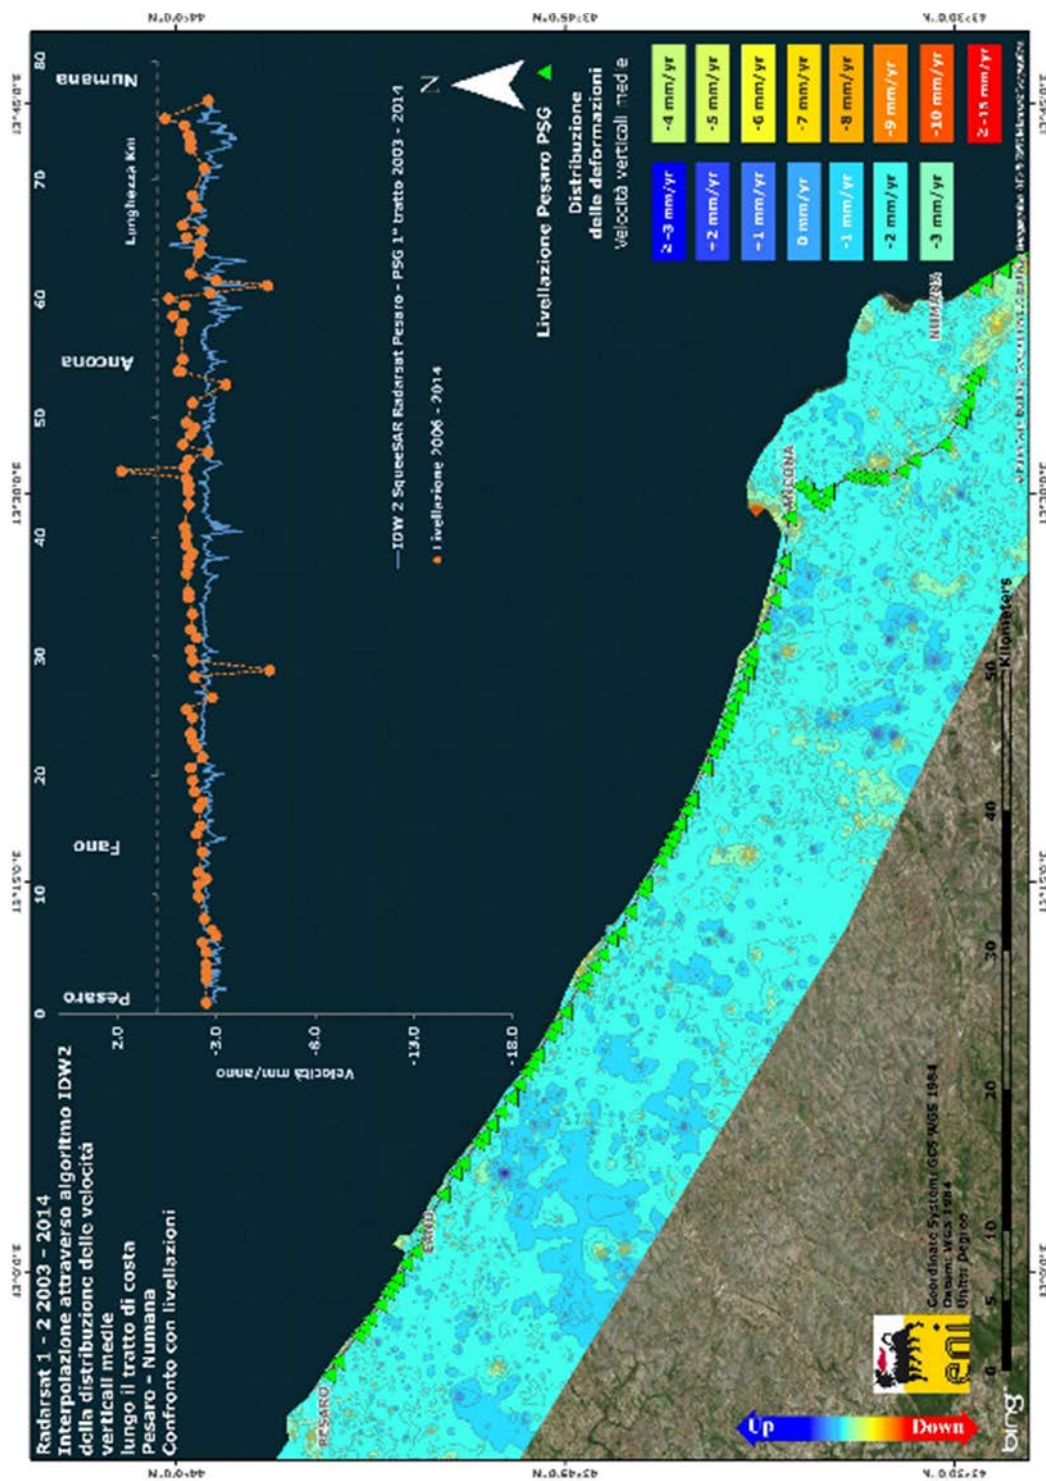 Radarsat 1 - 2 2003 - 2014
Interpolazione attraverso algoritmo IDW2
della distribuzione delle velocità
verticali medie
lungo il tratto di costa
Pesaro - Numana
Confronto con livellazioni
Pesaro
Fano
Ancona
Numana
0 10 20 30 40 50 60 70 80
Lunghezza Km
Velocità mm/anno
2.0
-3.0
-13.0
-18.0
IDW 2 SqueeSAR Radarsat Pesaro - PSG 1° tratto 2003 - 2014
Livellazione 2006 - 2014
N
Livellazione Pesaro PSG
Distribuzione
delle deformazioni
Velocità verticali medie
≥-3 mm/yr
+2 mm/yr
+1 mm/yr
0 mm/yr
-1 mm/yr
-2 mm/yr
-3 mm/yr
-4 mm/yr
-5 mm/yr
-6 mm/yr
-7 mm/yr
-8 mm/yr
-9 mm/yr
-10 mm/yr
≥-15 mm/yr
PESARO
FANO
ANCONA
NUMANA
Up
Down
eni
bing
Coordinate System: GCS WGS 1984
Datum: WGS 1984
Units: Degree
0 5 10 20 30 40 50
Kilometers
13°0'0"E
13°15'0"E
13°30'0"E
13°45'0"E
44°0'0"N
43°45'0"N
43°30'0"N